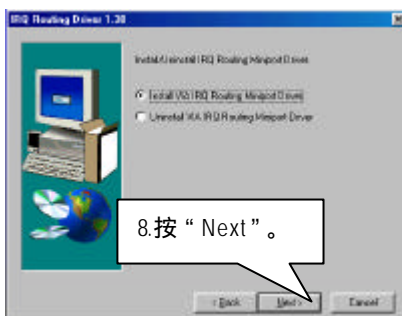 IRQ Routing Driver 1.30
Install/Uninstall IRQ Routing Miniport Driver
Install VIA IRQ Routing Miniport Driver
Uninstall VIA IRQ Routing Miniport Driver
8.按“Next”。
< Back
Next >
Cancel